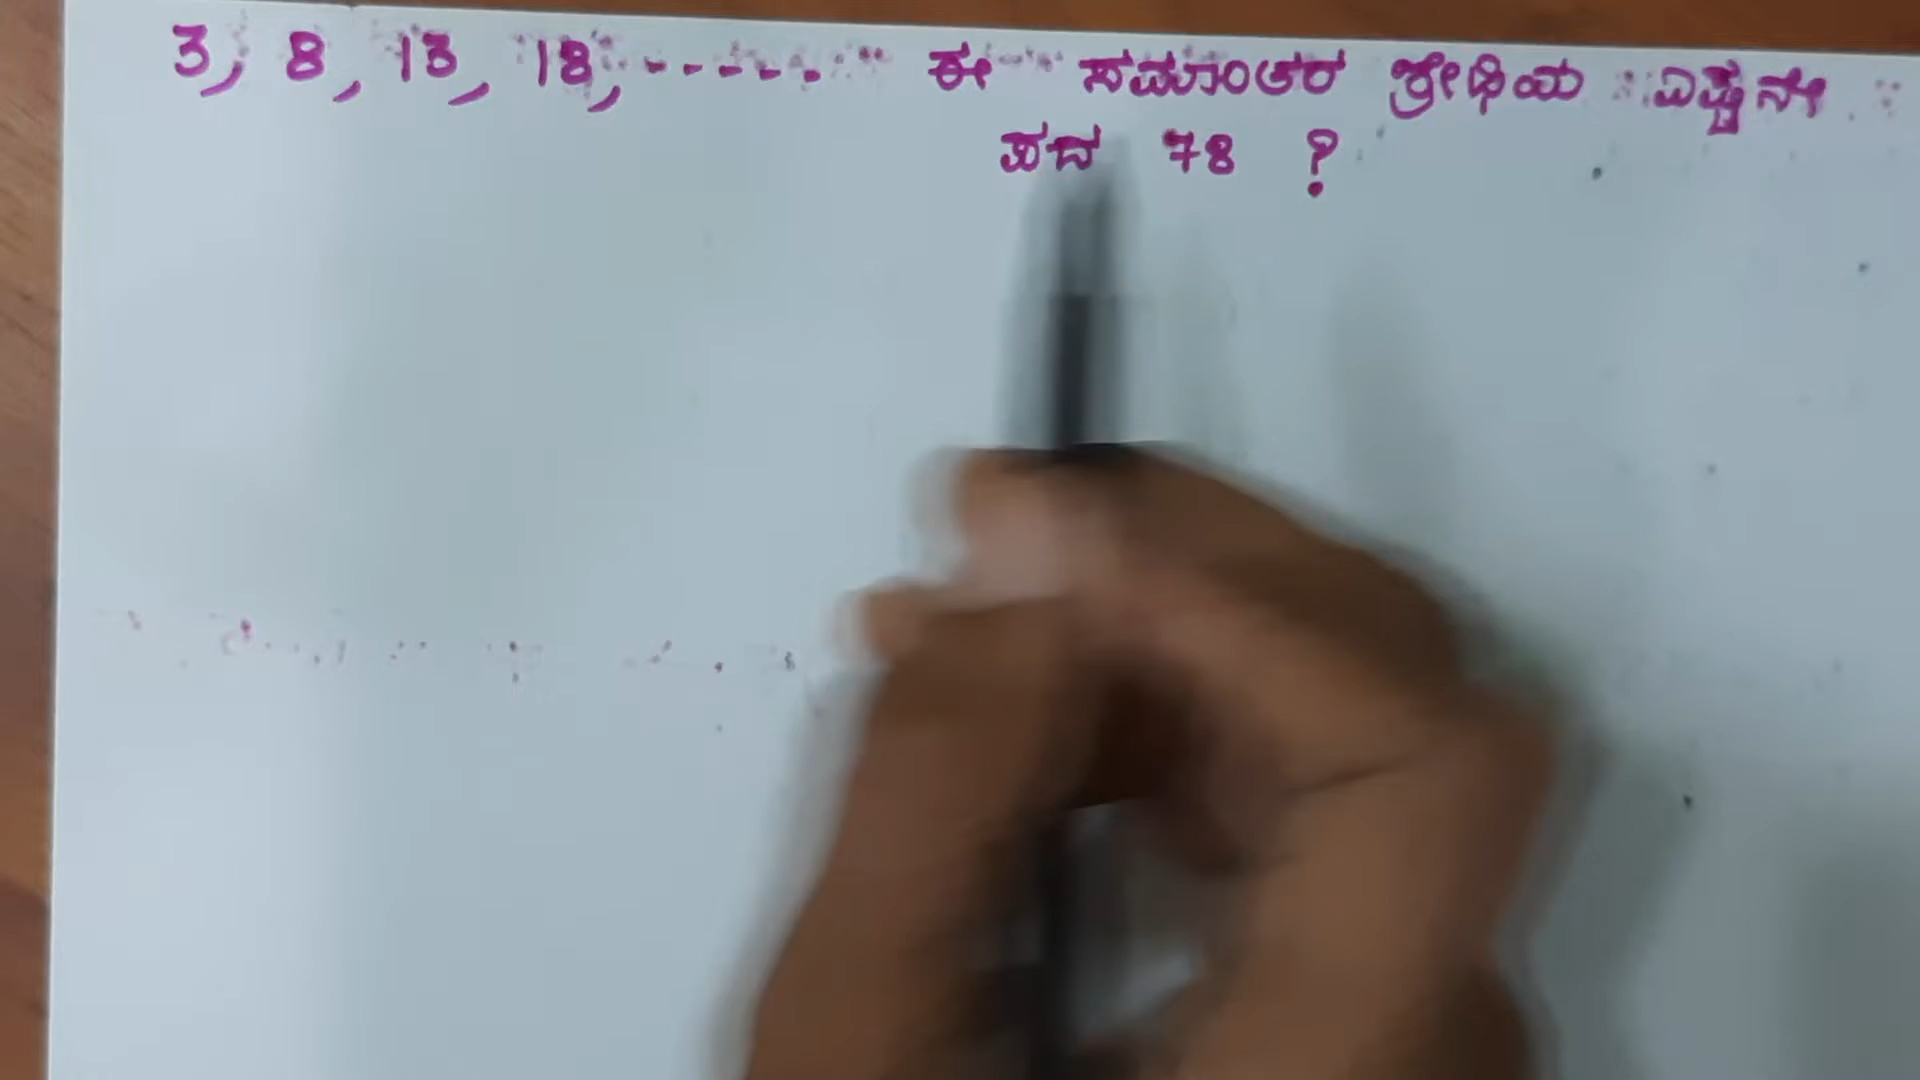 3, 8, 13, 18, ------ ಈ ಸಮಾಂತರ ಶ್ರೇಢಿಯ ಎಷ್ಟನೇ
ಪದ 78 ?